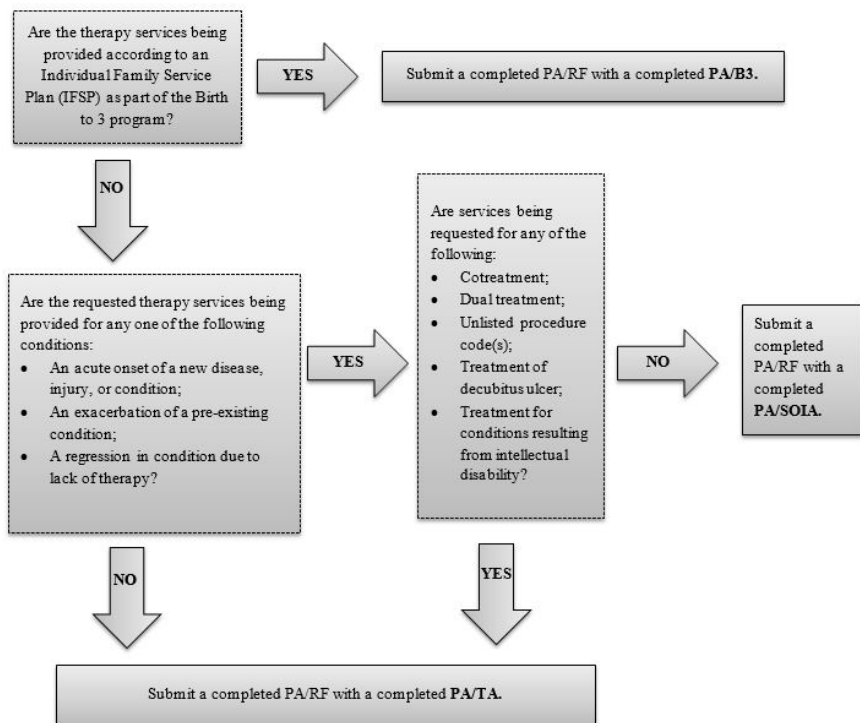 Are the therapy services being
provided according to an
Individual Family Service
Plan (IFSP) as part of the Birth
to 3 program?
YES
Submit a completed PA/RF with a completed PA/B3.
NO
Are the requested therapy services being
provided for any one of the following
conditions:
• An acute onset of a new disease,
injury, or condition;
• An exacerbation of a pre-existing
condition;
• A regression in condition due to
lack of therapy?
YES
Are services being
requested for any of the
following:
• Cotreatment;
• Dual treatment;
• Unlisted procedure
code(s);
• Treatment of
decubitus ulcer;
• Treatment for
conditions resulting
from intellectual
disability?
NO
Submit a
completed
PA/RF with a
completed
PA/SOIA.
NO
YES
Submit a completed PA/RF with a completed PA/TA.